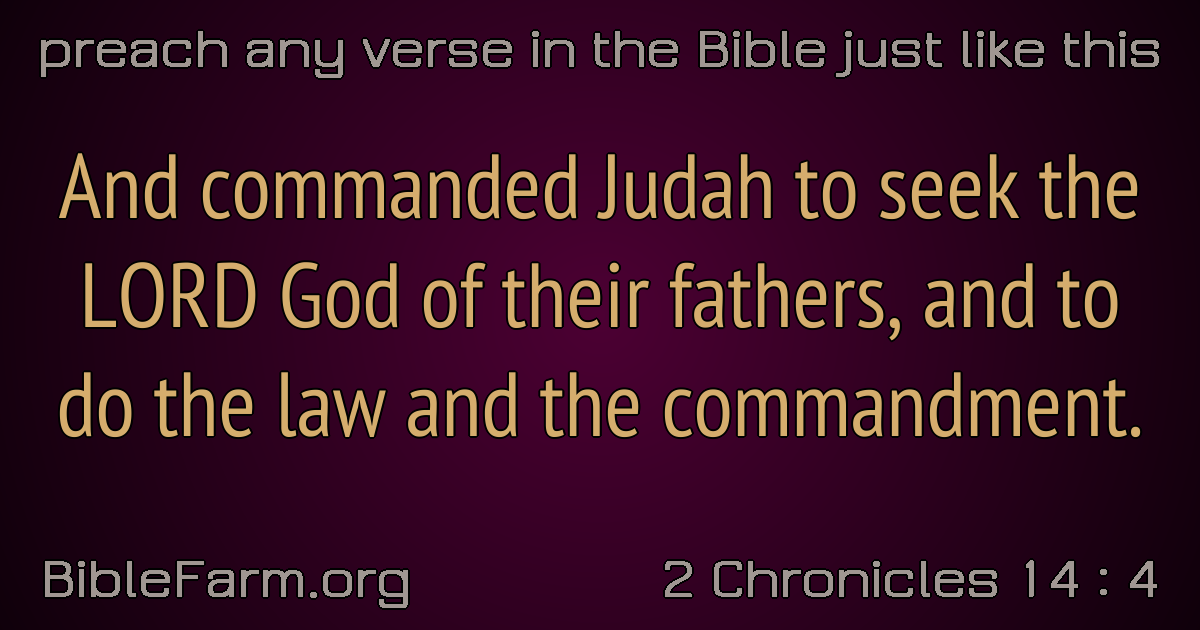 preach any verse in the Bible just like this
And commanded Judah to seek the
LORD God of their fathers, and to
do the law and the commandment.
BibleFarm.org
2 Chronicles 14 : 4